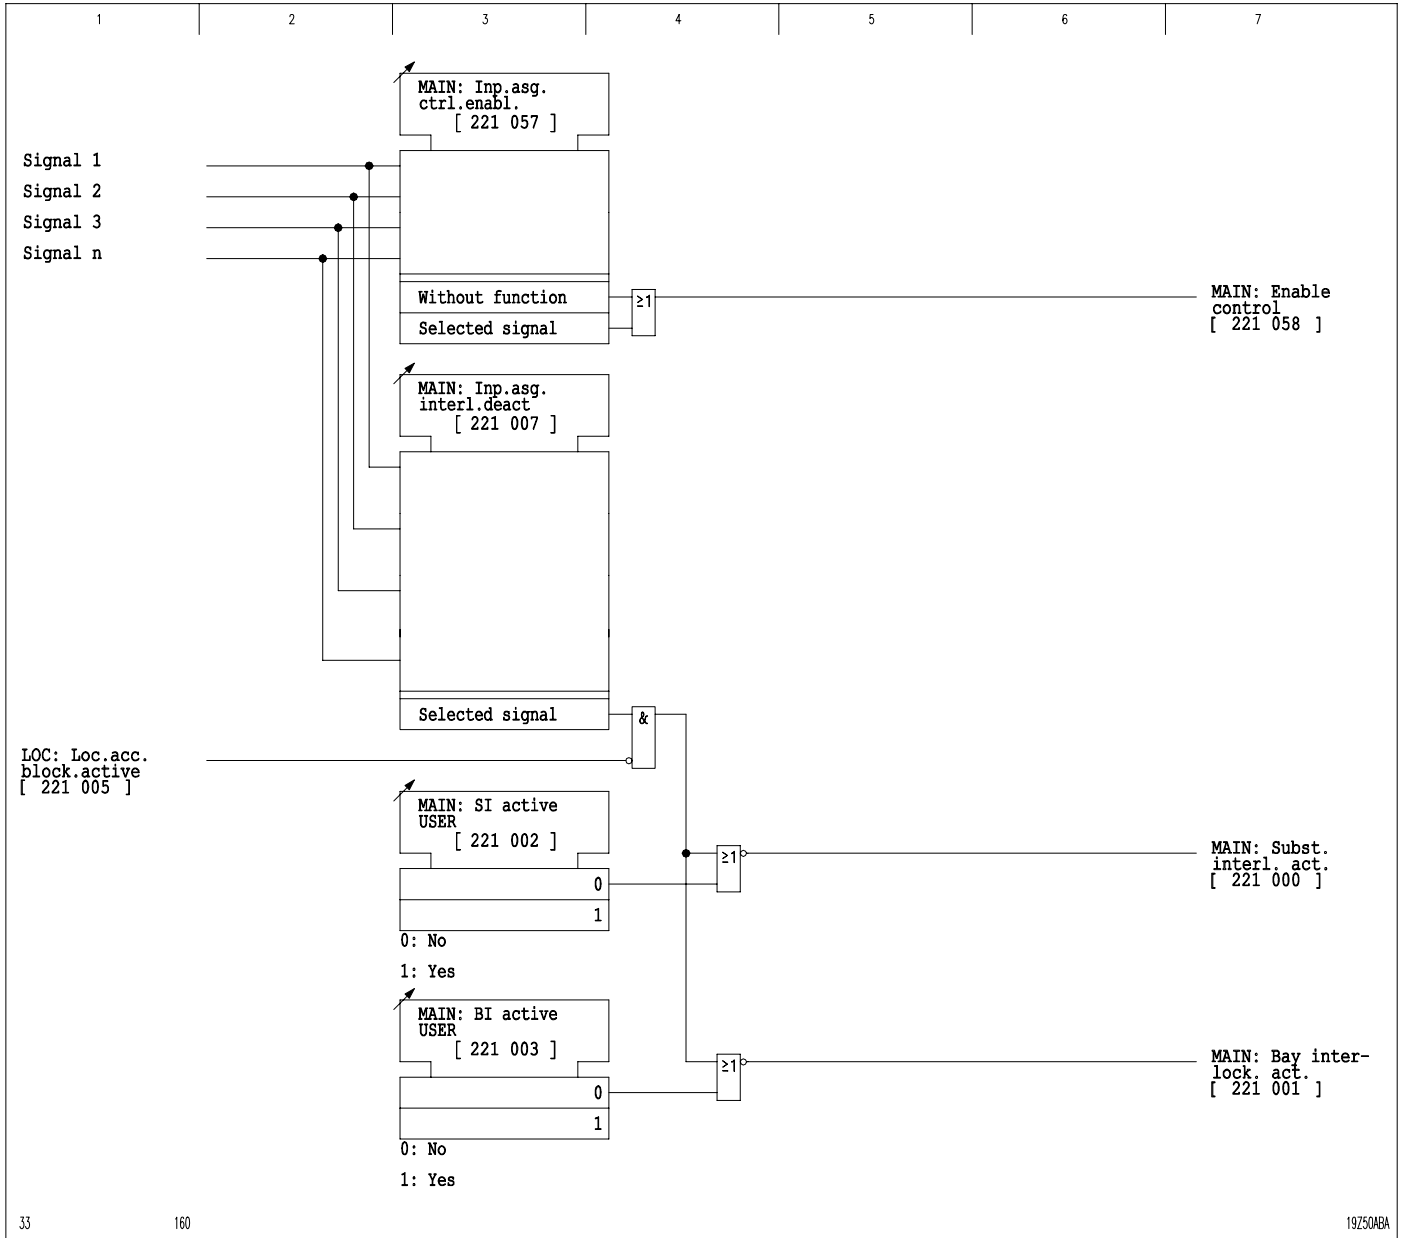 1 2 3 4 5 6 7
MAIN: Inp.asg.
ctrl.enabl.
[ 221 057 ]
Signal 1
Signal 2
Signal 3
Signal n
Without function
Selected signal
≥1
MAIN: Enable
control
[ 221 058 ]
MAIN: Inp.asg.
interl.deact
[ 221 007 ]
Selected signal
&
LOC: Loc.acc.
block.active
[ 221 005 ]
MAIN: SI active
USER
[ 221 002 ]
0
1
0: No
1: Yes
≥1
MAIN: Subst.
interl. act.
[ 221 000 ]
MAIN: BI active
USER
[ 221 003 ]
0
1
0: No
1: Yes
≥1
MAIN: Bay inter-
lock. act.
[ 221 001 ]
33 160 19Z50ABA